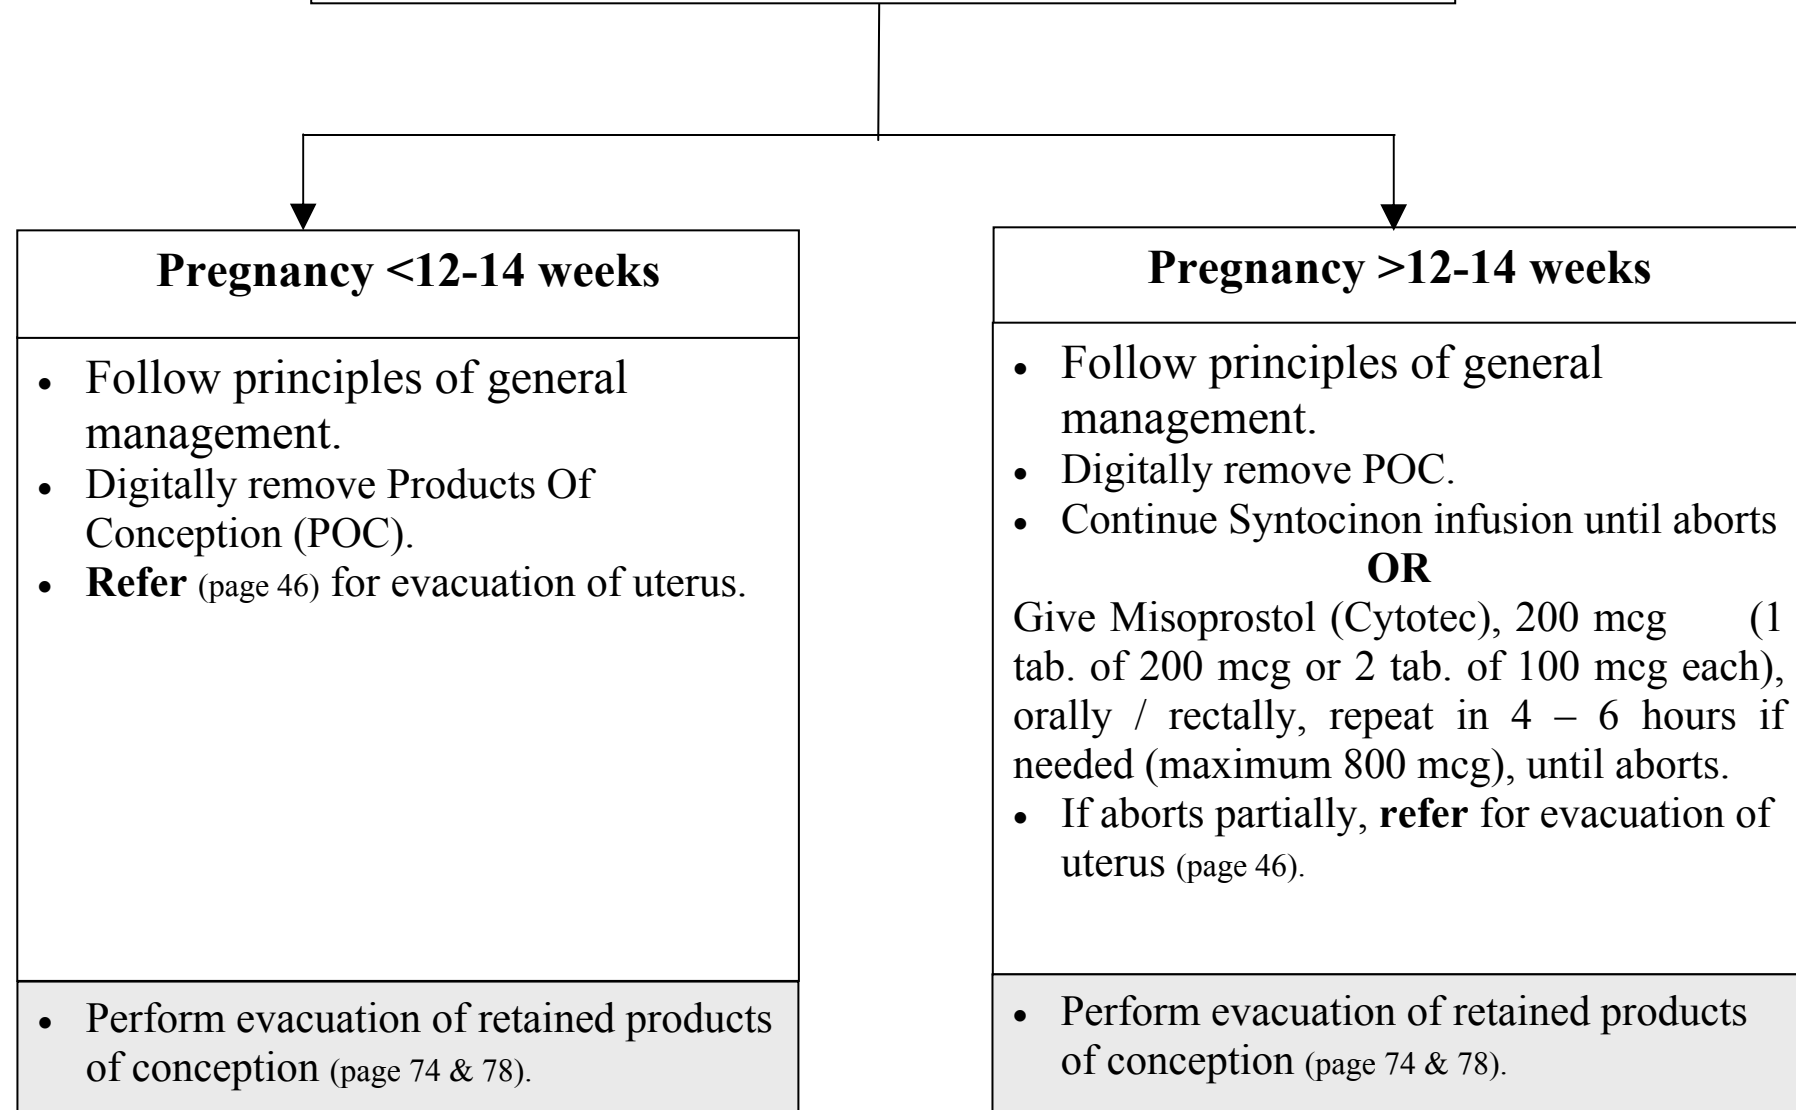 Pregnancy <12-14 weeks
• Follow principles of general
management.
• Digitally remove Products Of
Conception (POC).
• Refer (page 46) for evacuation of uterus.
• Perform evacuation of retained products
of conception (page 74 & 78).
Pregnancy >12-14 weeks
• Follow principles of general
management.
• Digitally remove POC.
• Continue Syntocinon infusion until aborts
OR
Give Misoprostol (Cytotec), 200 mcg (1
tab. of 200 mcg or 2 tab. of 100 mcg each),
orally / rectally, repeat in 4 – 6 hours if
needed (maximum 800 mcg), until aborts.
• If aborts partially, refer for evacuation of
uterus (page 46).
• Perform evacuation of retained products
of conception (page 74 & 78).